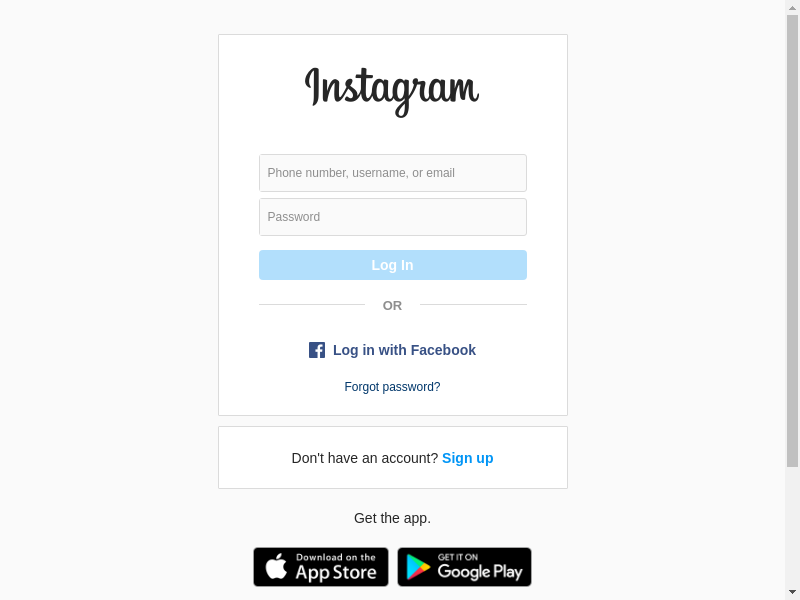 Instagram
Phone number, username, or email
Password
Log In
OR
Log in with Facebook
Forgot password?
Don't have an account? Sign up
Get the app.
Download on the
App Store
GET IT ON
Google Play